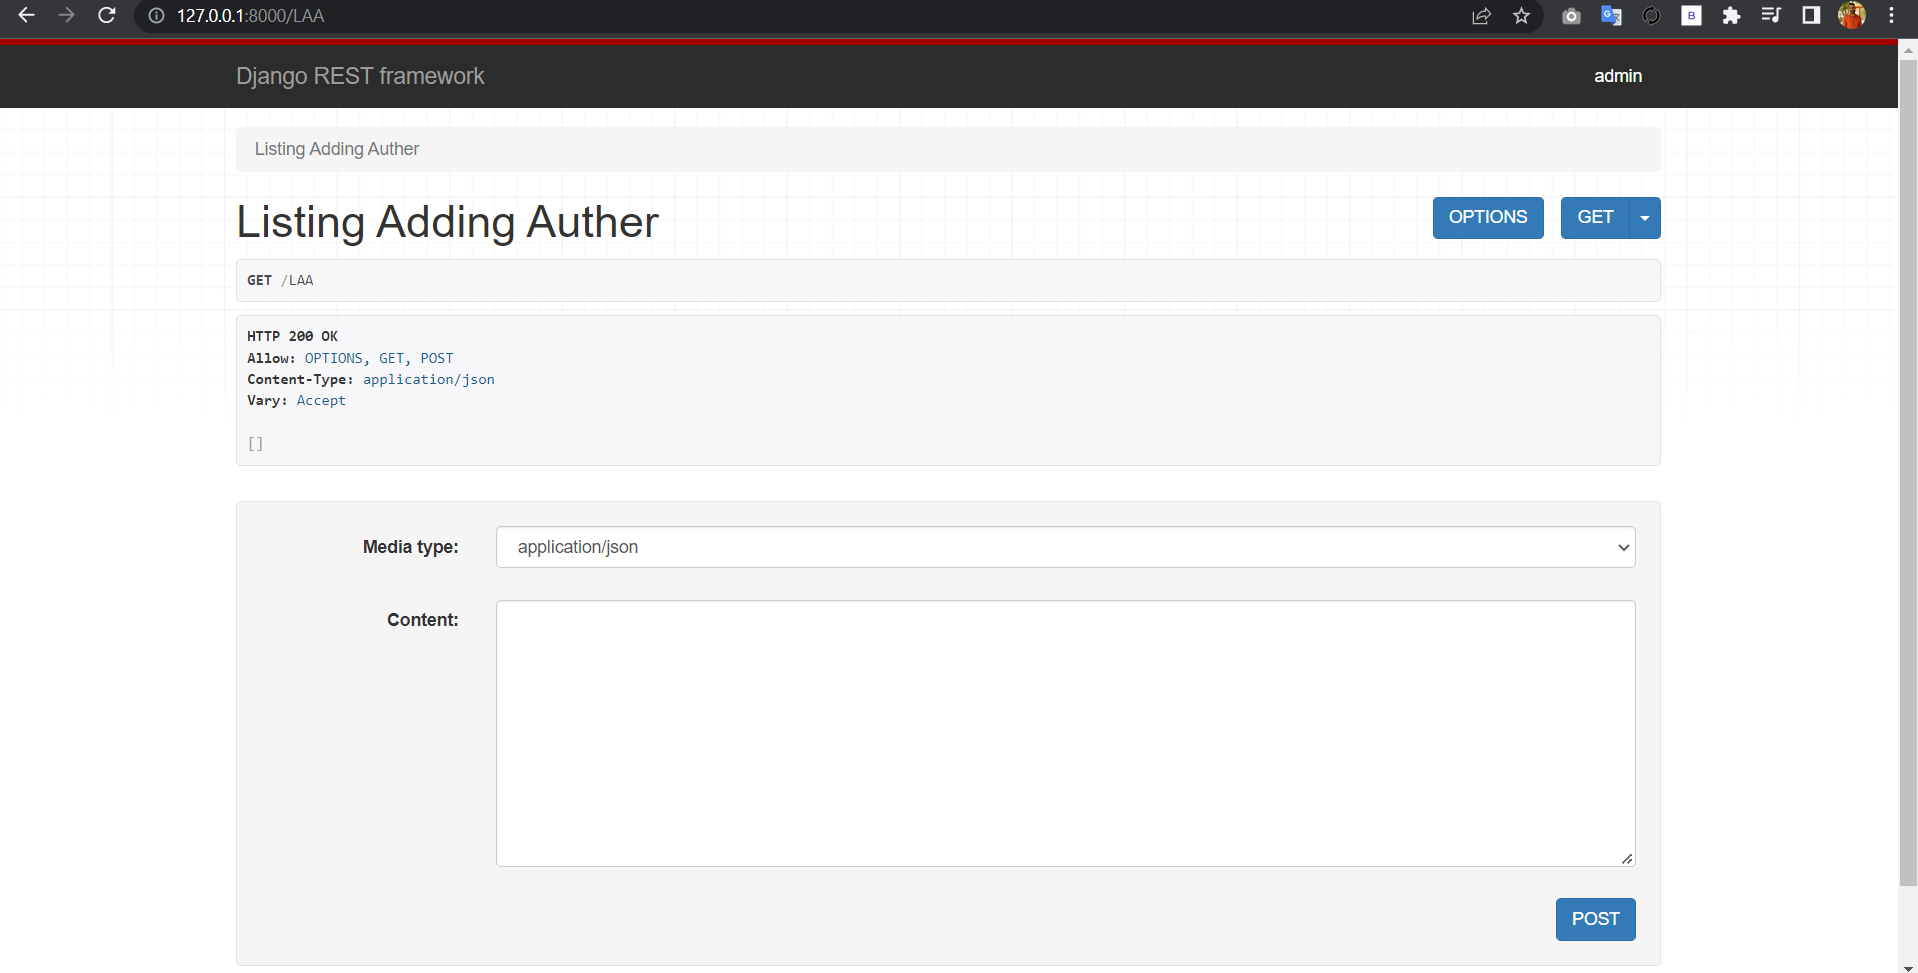 127.0.0.1:8000/LAA
Django REST framework
admin
Listing Adding Auther
Listing Adding Auther
OPTIONS
GET
GET /LAA
HTTP 200 OK
Allow: OPTIONS, GET, POST
Content-Type: application/json
Vary: Accept
[]
Media type:
application/json
Content:
POST